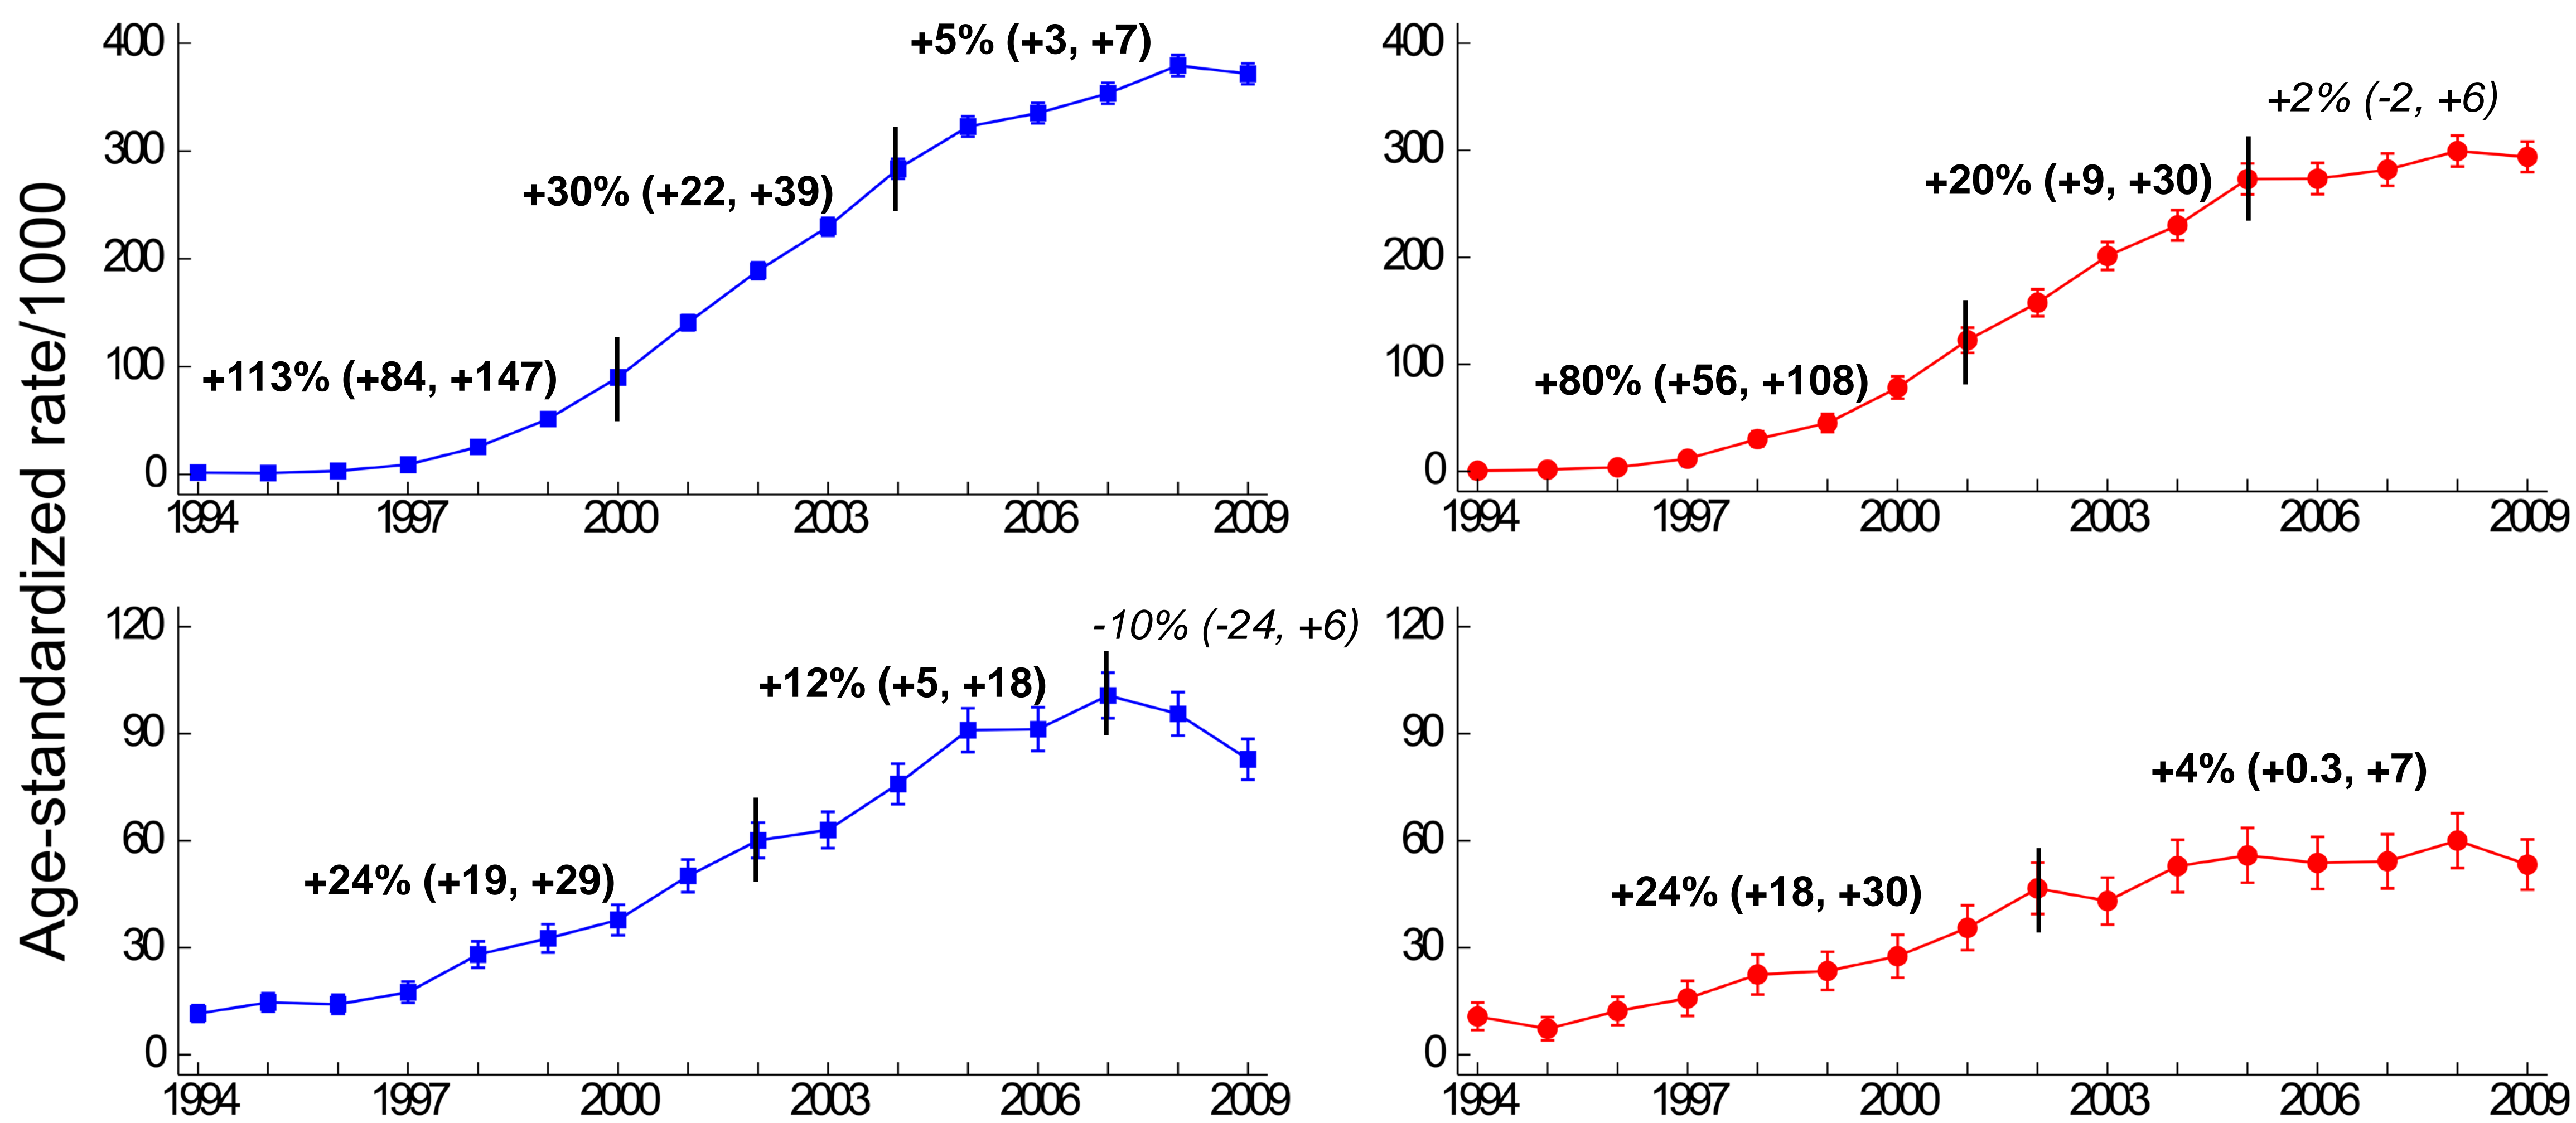 Age-standardized rate/1000
400
300
200
100
0
+5% (+3, +7)
+30% (+22, +39)
+113% (+84, +147)
1994 1997 2000 2003 2006 2009
400
300
200
100
0
+2% (-2, +6)
+20% (+9, +30)
+80% (+56, +108)
1994 1997 2000 2003 2006 2009
120
90
60
30
0
-10% (-24, +6)
+12% (+5, +18)
+24% (+19, +29)
1994 1997 2000 2003 2006 2009
120
90
60
30
0
+4% (+0.3, +7)
+24% (+18, +30)
1994 1997 2000 2003 2006 2009